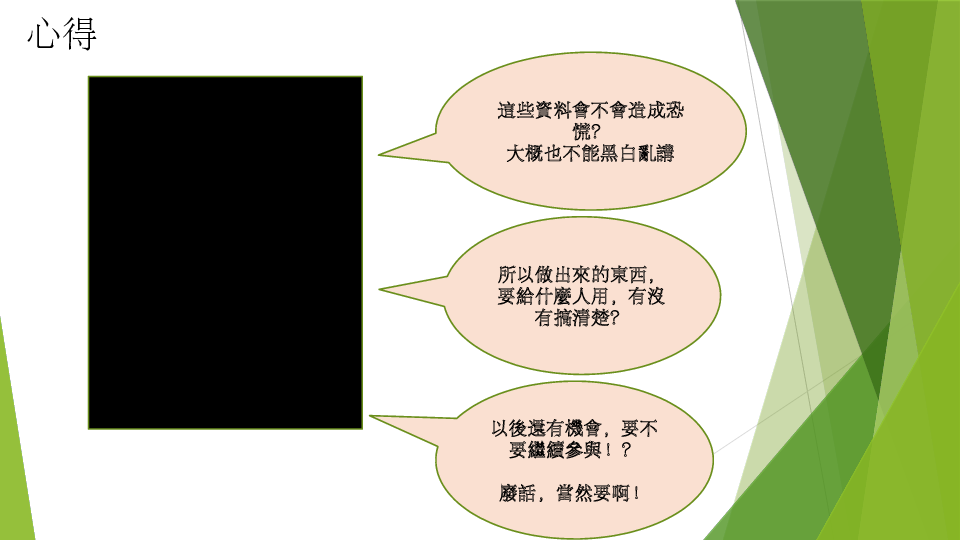 心得
這些資料會不會造成恐
慌?
大概也不能黑白亂講
所以做出來的東西，
要給什麼人用，有沒
有搞清楚?
以後還有機會，要不
要繼續參與！？
廢話，當然要啊！